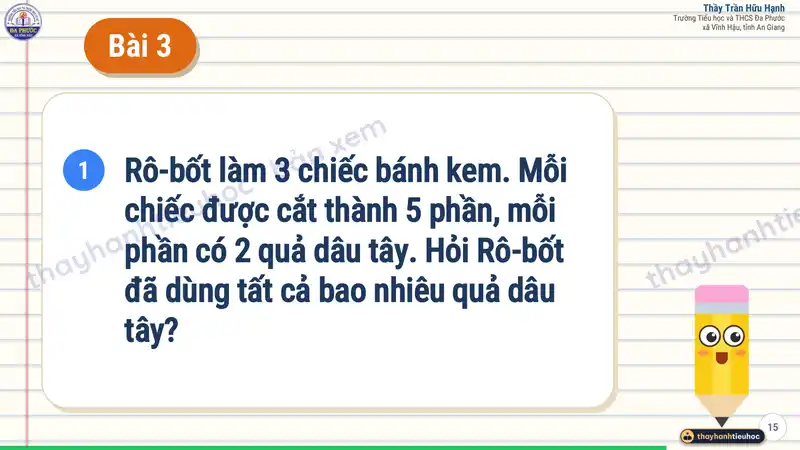 Thầy Trần Hữu Hạnh
Trường Tiểu học và THCS Đa Phước
xã Vĩnh Hậu, tỉnh An Giang
ĐA PHƯỚC
Bài 3
1
Rô-bốt làm 3 chiếc bánh kem. Mỗi
chiếc được cắt thành 5 phần, mỗi
phần có 2 quả dâu tây. Hỏi Rô-bốt
đã dùng tất cả bao nhiêu quả dâu
tây?
thayhanhtieuhoc
15